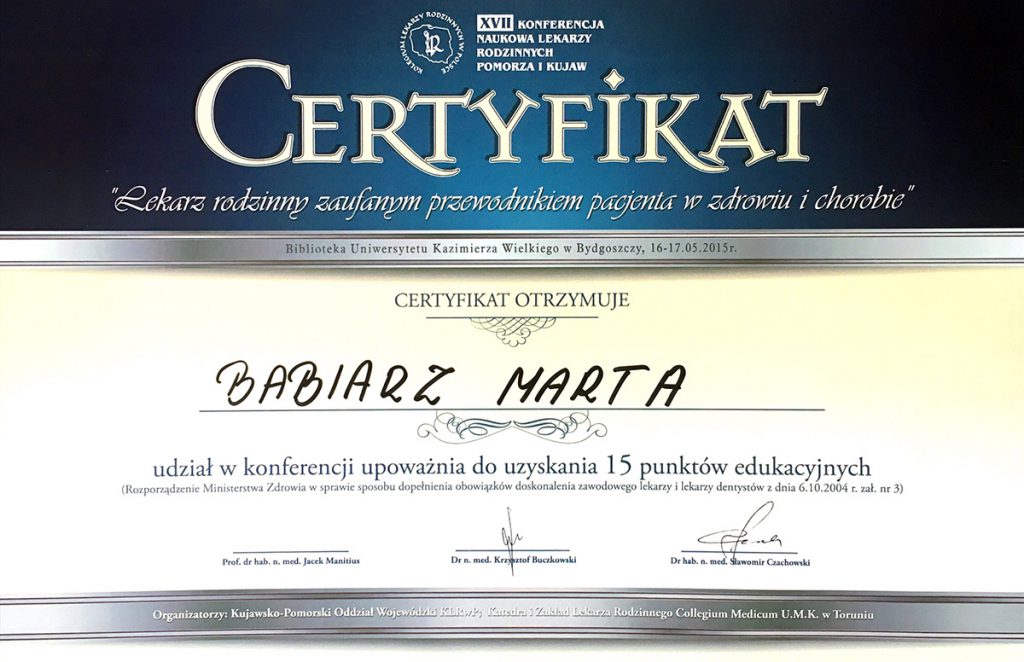 KOLEGIUM LEKARZY RODZINNYCH W POLSCE
XVII KONFERENCJA
NAUKOWA LEKARZY
RODZINNYCH
POMORZA I KUJAW
CERTYFIKAT
"Lekarz rodzinny zaufanym przewodnikiem pacjenta w zdrowiu i chorobie"
Biblioteka Uniwersytetu Kazimierza Wielkiego w Bydgoszczy, 16-17.05.2015r.
CERTYFIKAT OTRZYMUJE
BABIARZ MARTA
udział w konferencji upoważnia do uzyskania 15 punktów edukacyjnych
(Rozporządzenie Ministerstwa Zdrowia w sprawie sposobu dopełnienia obowiązków doskonalenia zawodowego lekarzy i lekarzy dentystów z dnia 6.10.2004 r. zał. nr 3)
Prof. dr hab. n. med. Jacek Manitius
Dr n. med. Krzysztof Buczkowski
Dr hab. n. med. Sławomir Czachowski
Organizatorzy: Kujawsko-Pomorski Oddział Wojewódzki KLRwP; Katedra i Zakład Lekarza Rodzinnego Collegium Medicum U.M.K. w Toruniu